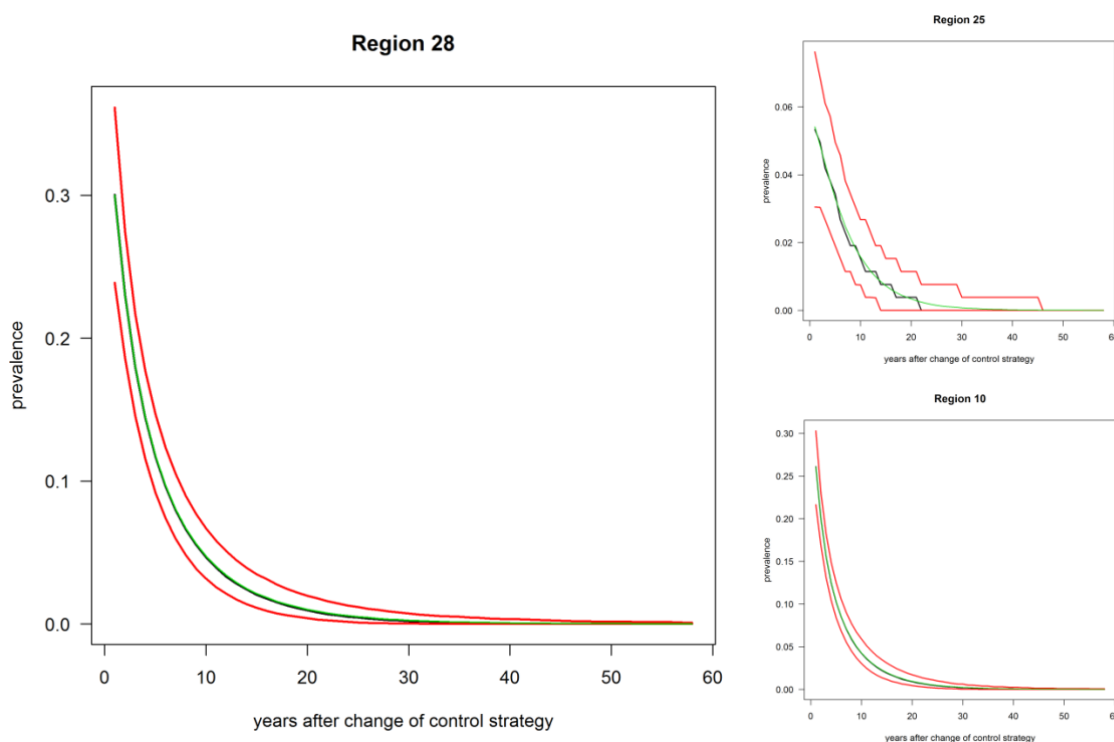 Region 28
prevalence
0.3
0.2
0.1
0.0
0 10 20 30 40 50 60
years after change of control strategy
Region 25
prevalence
0.06
0.04
0.02
0.00
0 10 20 30 40 50
years after change of control strategy
Region 10
prevalence
0.30
0.25
0.20
0.15
0.10
0.05
0.00
0 10 20 30 40 50
years after change of control strategy